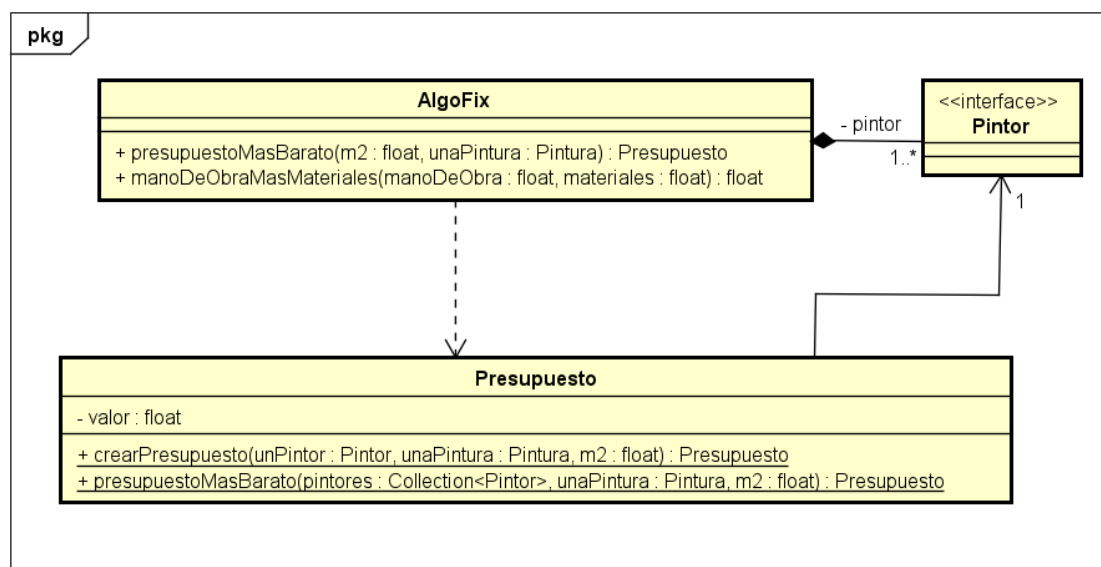 pkg
AlgoFix
+ presupuestoMasBarato(m2 : float, unaPintura : Pintura) : Presupuesto
+ manoDeObraMasMateriales(manoDeObra : float, materiales : float) : float
- pintor
1..*
<<interface>>
Pintor
1
Presupuesto
- valor : float
+ crearPresupuesto(unPintor : Pintor, unaPintura : Pintura, m2 : float) : Presupuesto
+ presupuestoMasBarato(pintores : Collection<Pintor>, unaPintura : Pintura, m2 : float) : Presupuesto